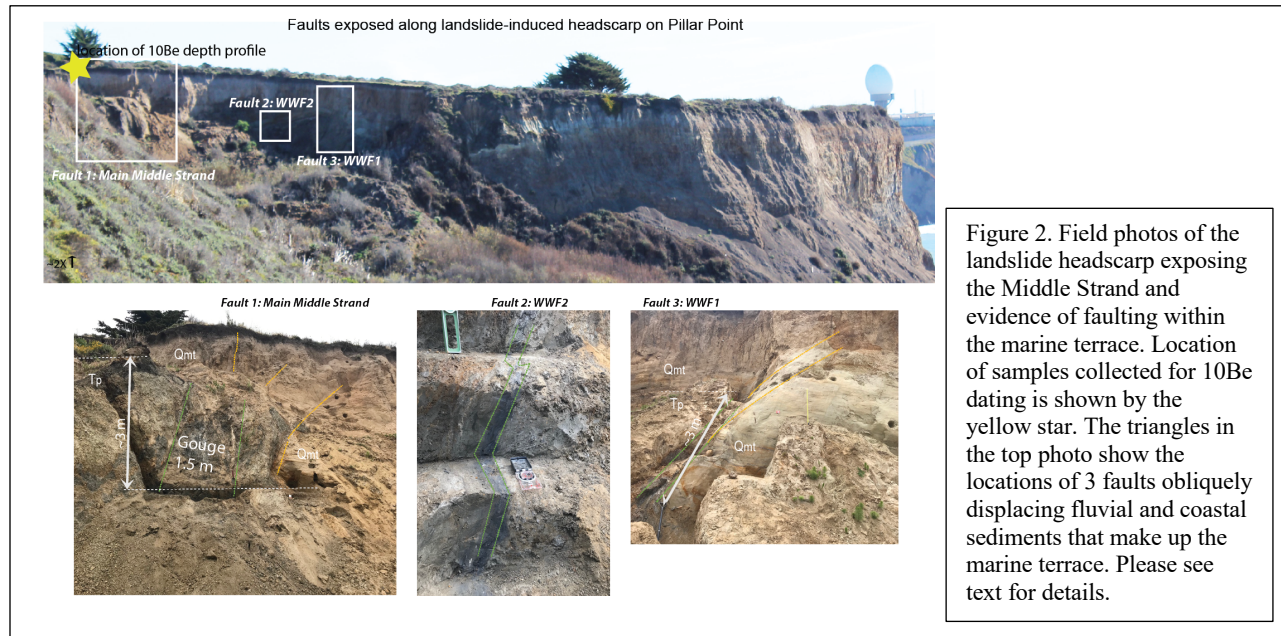 Faults exposed along landslide-induced headscarp on Pillar Point
location of 10Be depth profile
Fault 2: WWF2
Fault 3: WWF1
Fault 1: Main Middle Strand
~2X
Fault 1: Main Middle Strand
Qmt
Tp
~3 m
Gouge
1.5 m
Qmt
Fault 2: WWF2
Fault 3: WWF1
Qmt
Tp
Qmt
Figure 2. Field photos of the
landslide headscarp exposing
the Middle Strand and
evidence of faulting within
the marine terrace. Location
of samples collected for 10Be
dating is shown by the
yellow star. The triangles in
the top photo show the
locations of 3 faults obliquely
displacing fluvial and coastal
sediments that make up the
marine terrace. Please see
text for details.